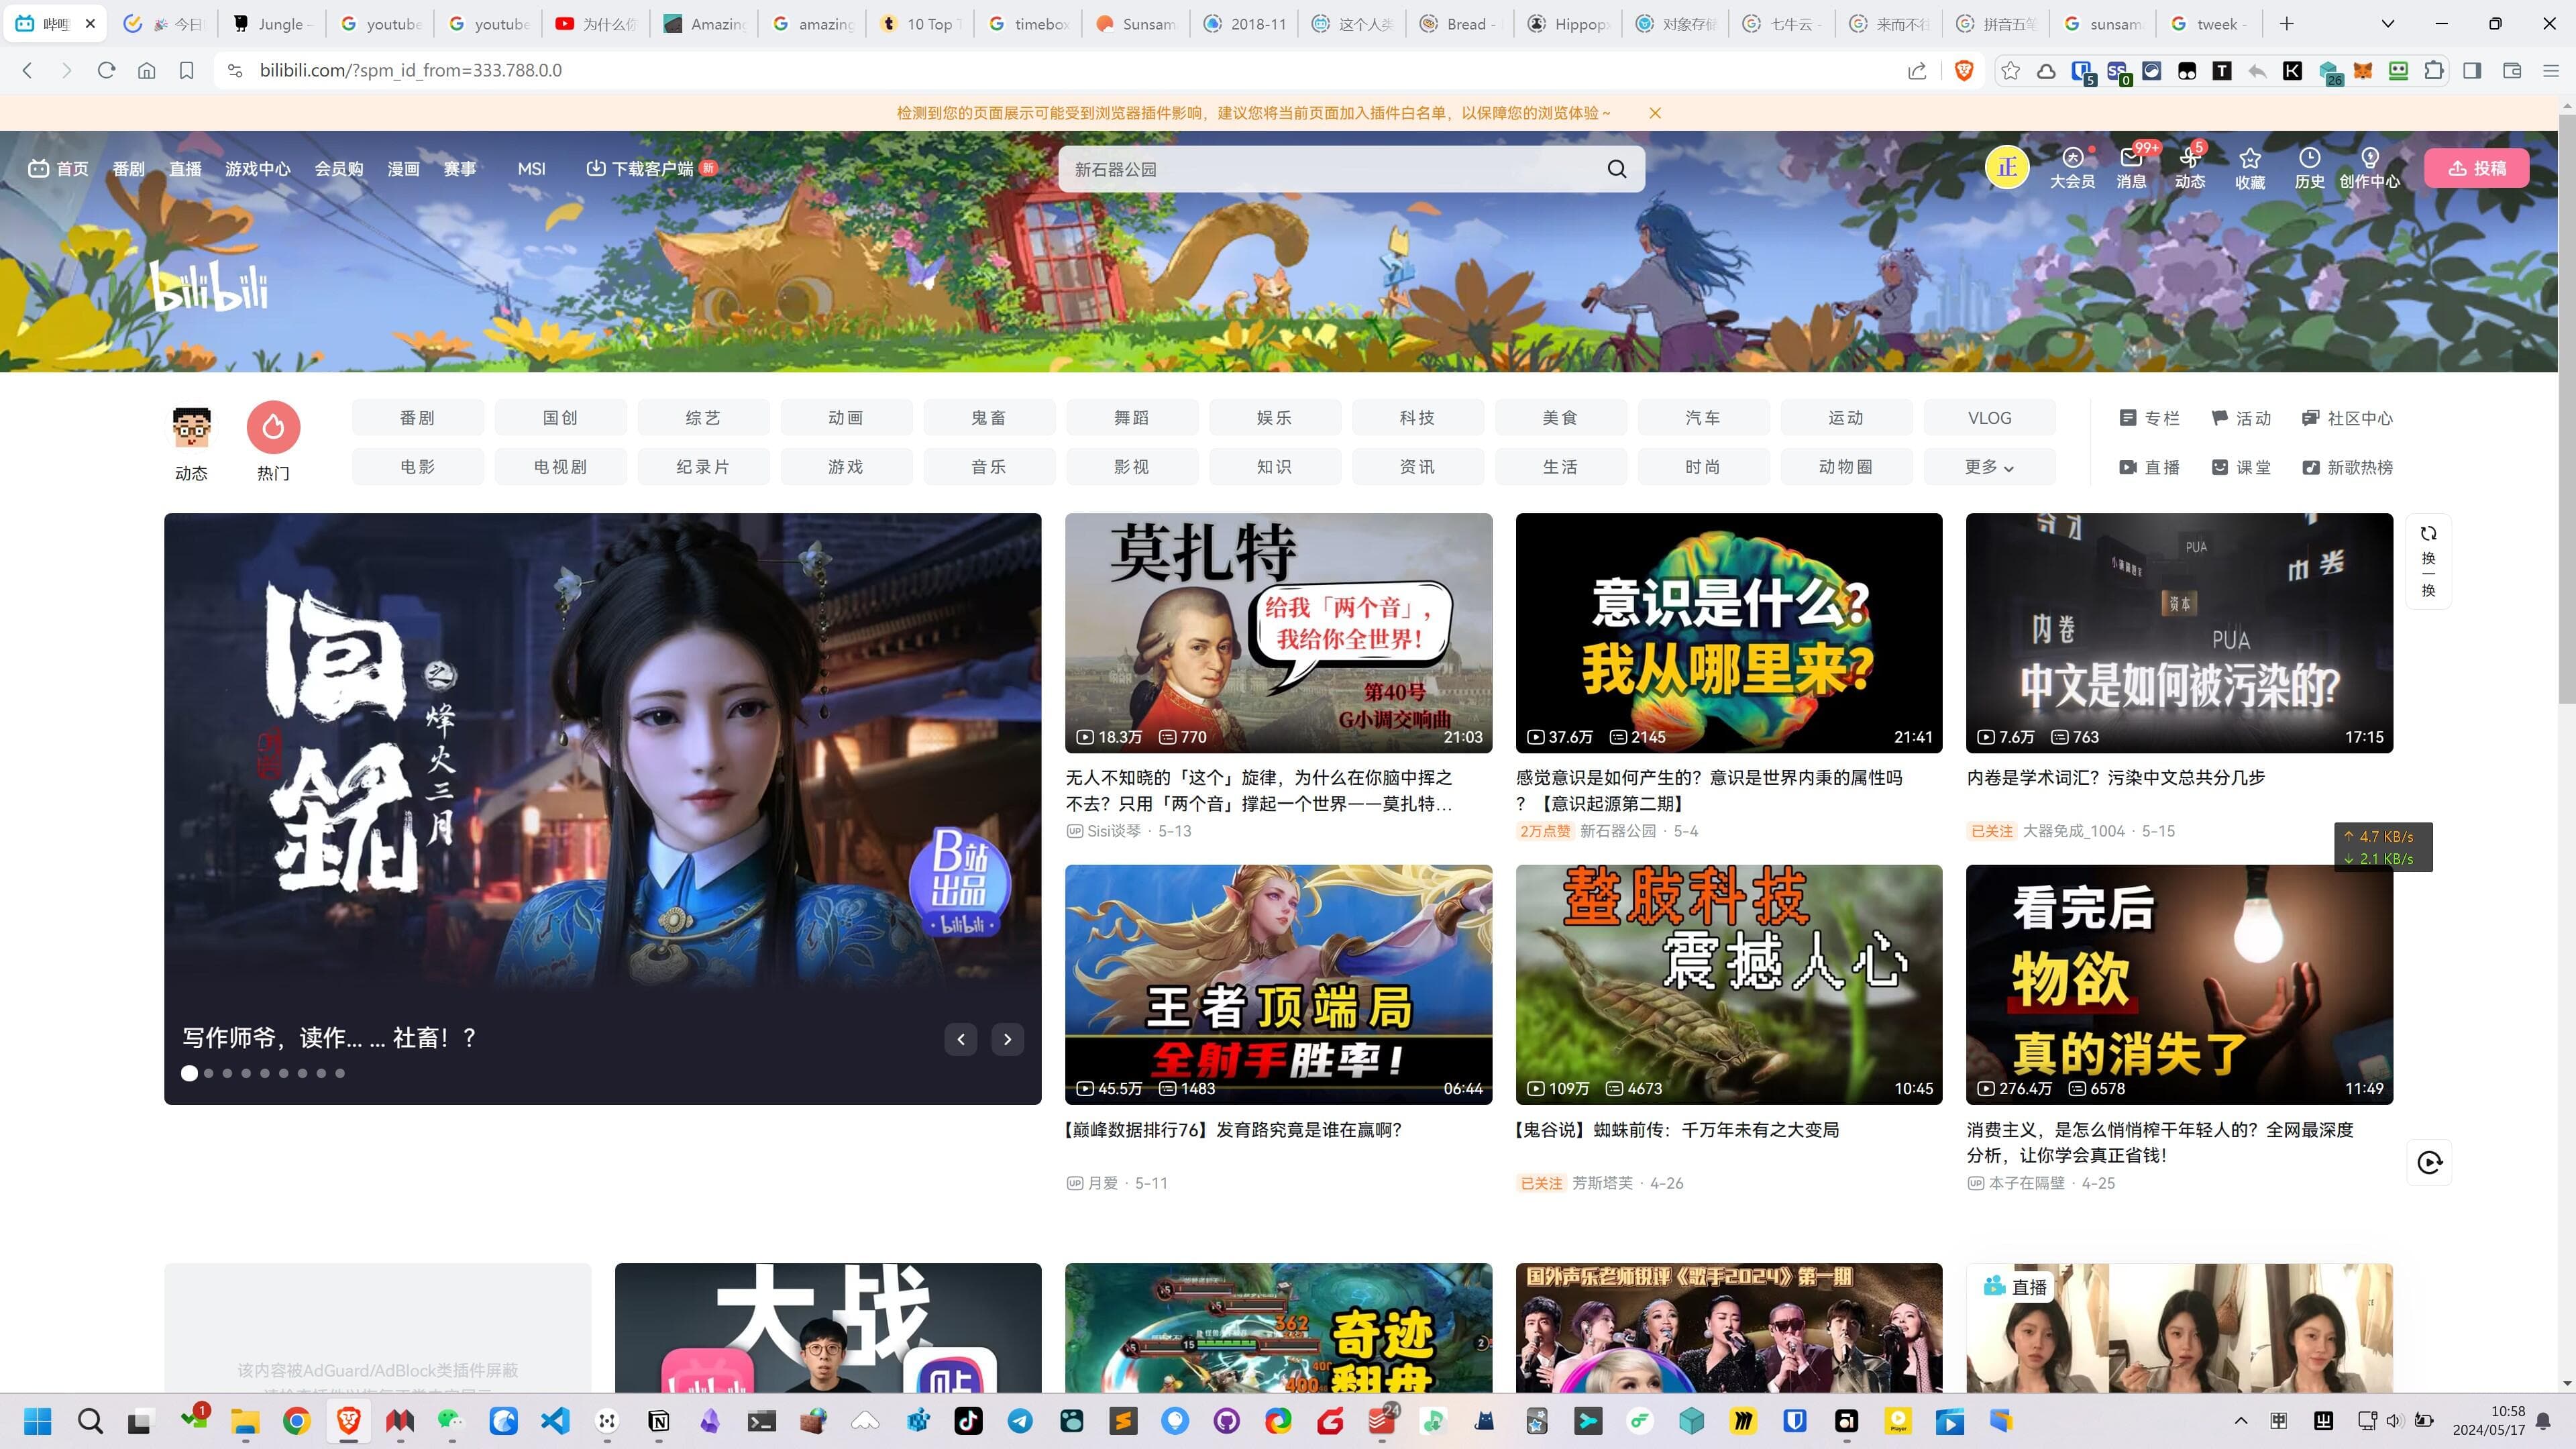 哔哩
今日
Jungle –
youtube
youtube
为什么你
Amazing
amazing
10 Top T
timebox
Sunsam
2018-11
这个人类
Bread -
Hippopx
对象存储
七牛云 -
来而不往
拼音五笔
sunsam
tweek -
bilibili.com/?spm_id_from=333.788.0.0
5
0
26
检测到您的页面展示可能受到浏览器插件影响，建议您将当前页面加入插件白名单，以保障您的浏览体验～
首页
番剧
直播
游戏中心
会员购
漫画
赛事
MSI
下载客户端
新
新石器公园
正
大会员
99+
消息
5
动态
收藏
历史
创作中心
投稿
bilibili
动态
热门
番剧
国创
综艺
动画
鬼畜
舞蹈
娱乐
科技
美食
汽车
运动
VLOG
专栏
活动
社区中心
电影
电视剧
纪录片
游戏
音乐
影视
知识
资讯
生活
时尚
动物圈
更多
直播
课堂
新歌热榜
之
烽火三月
B站
出品
·bilibili·
写作师爷，读作... ... 社畜！？
莫扎特
给我「两个音」，
我给你全世界！
第40号
G小调交响曲
18.3万
770
21:03
无人不知晓的「这个」旋律，为什么在你脑中挥之
不去？只用「两个音」撑起一个世界——莫扎特...
UP Sisi谈琴 · 5-13
意识是什么？
我从哪里来？
37.6万
2145
21:41
感觉意识是如何产生的？意识是世界内秉的属性吗
？【意识起源第二期】
2万点赞 新石器公园 · 5-4
PUA
资本
内卷
PUA
中文是如何被污染的?
7.6万
763
17:15
内卷是学术词汇？污染中文总共分几步
已关注 大器免成_1004 · 5-15
换
一
换
↑ 4.7 KB/s
↓ 2.1 KB/s
王者顶端局
全射手胜率！
45.5万
1483
06:44
【巅峰数据排行76】发育路究竟是谁在赢啊？
UP 月爱 · 5-11
螯肢科技
震撼人心
109万
4673
10:45
【鬼谷说】蜘蛛前传：千万年未有之大变局
已关注 芳斯塔芙 · 4-26
看完后
物欲
真的消失了
276.4万
6578
11:49
消费主义，是怎么悄悄榨干年轻人的？全网最深度
分析，让你学会真正省钱！
UP 本子在隔壁 · 4-25
该内容被AdGuard/AdBlock类插件屏蔽
大战
362
15
400
奇迹
翻盘
国外声乐老师锐评《歌手2024》第一期
直播
1
24
10:58
2024/05/17